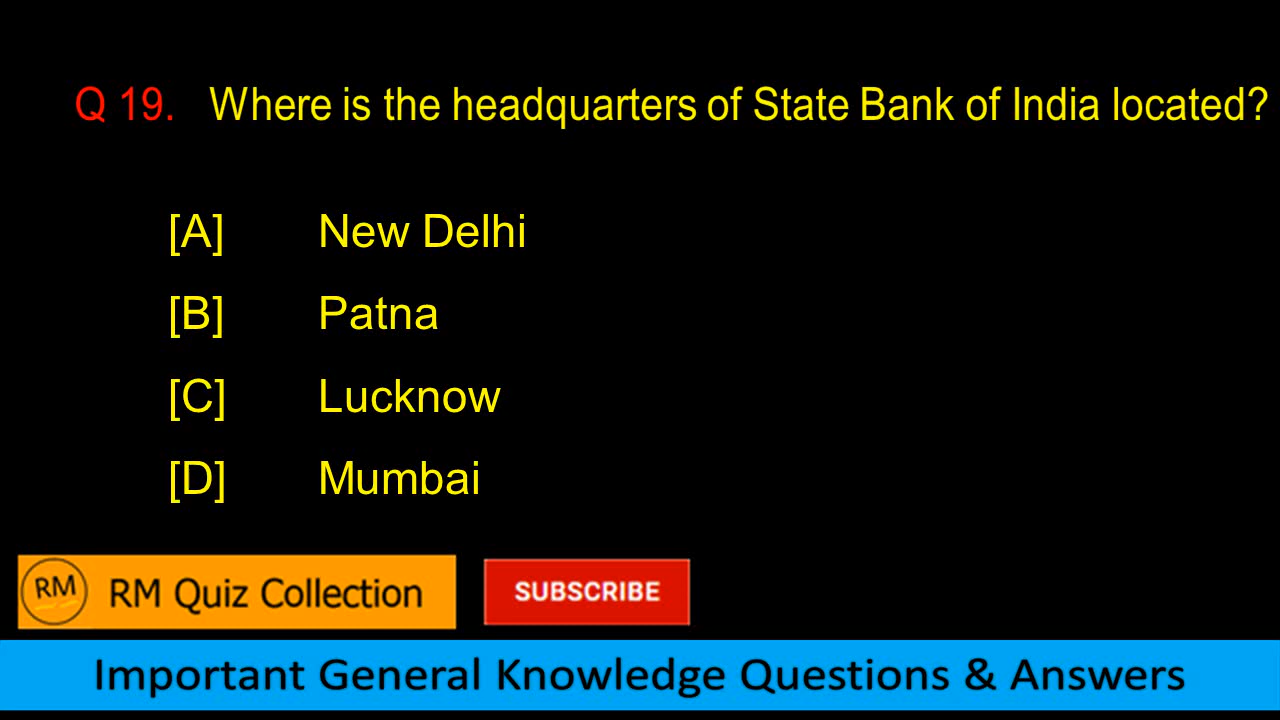 Q 19. Where is the headquarters of State Bank of India located?
[A] New Delhi
[B] Patna
[C] Lucknow
[D] Mumbai
RM RM Quiz Collection SUBSCRIBE
Important General Knowledge Questions & Answers